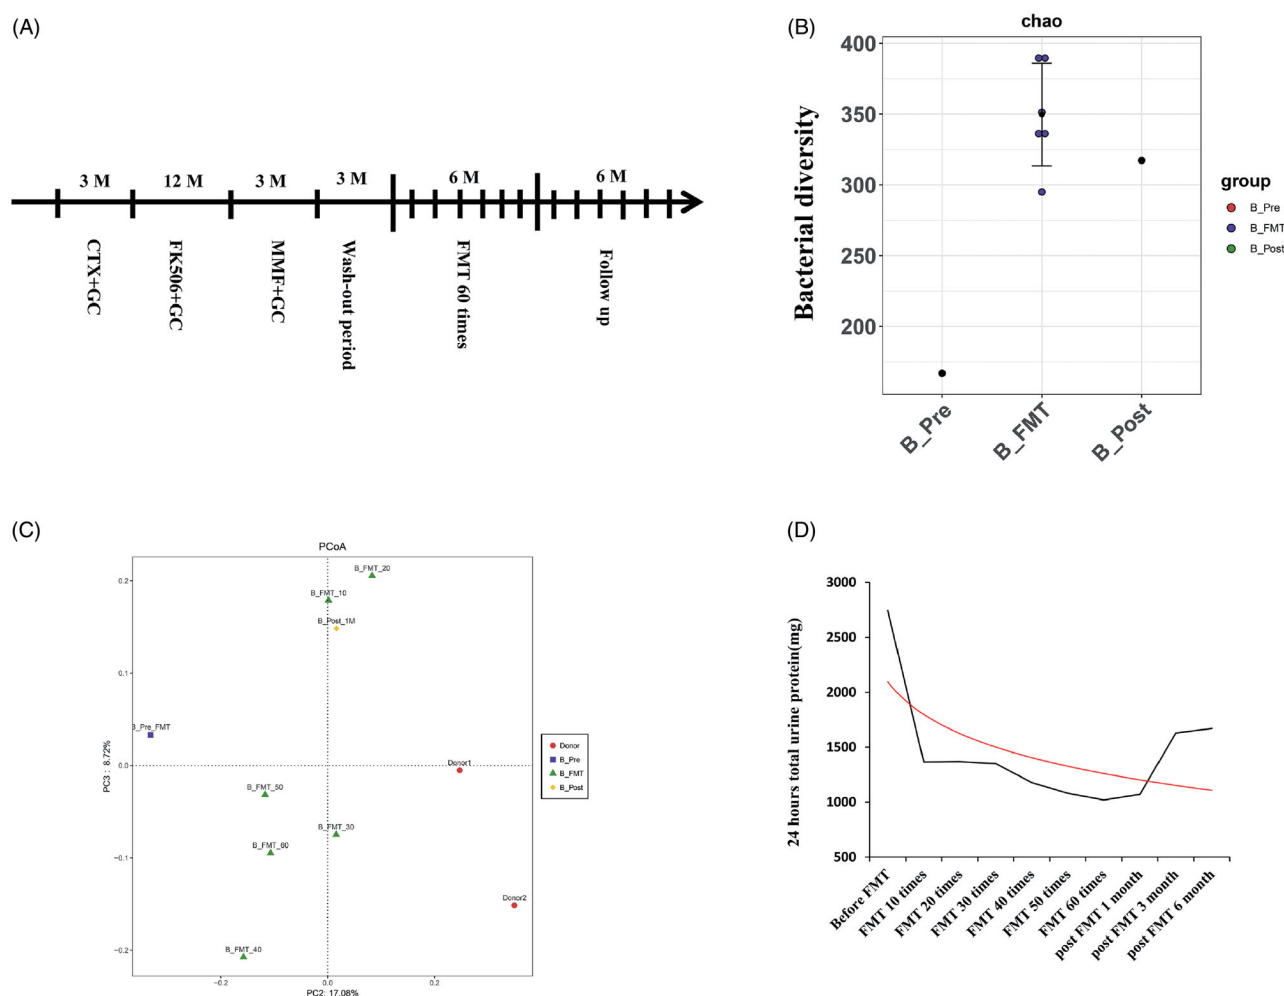 (A)
3 M
12 M
3 M
3 M
6 M
6 M
CTX+GC
FK506+GC
MMF+GC
Wash-out period
FMT 60 times
Follow up
(B)
chao
Bacterial diversity
400
350
300
250
200
B_Pre
B_FMT
B_Post
group
B_Pre
B_FMT
B_Post
(C)
PCoA
PC3 : 8.72%
0.2
0.1
0.0
−0.1
−0.2
B_FMT_20
B_FMT_10
B_Post_1M
B_Pre_FMT
Donor1
B_FMT_50
B_FMT_30
B_FMT_60
Donor2
B_FMT_40
−0.2
0.0
0.2
PC2: 17.08%
Donor
B_Pre
B_FMT
B_Post
(D)
24 hours total urine protein(mg)
3000
2500
2000
1500
1000
500
Before FMT
FMT 10 times
FMT 20 times
FMT 30 times
FMT 40 times
FMT 50 times
FMT 60 times
post FMT 1 month
post FMT 3 month
post FMT 6 month